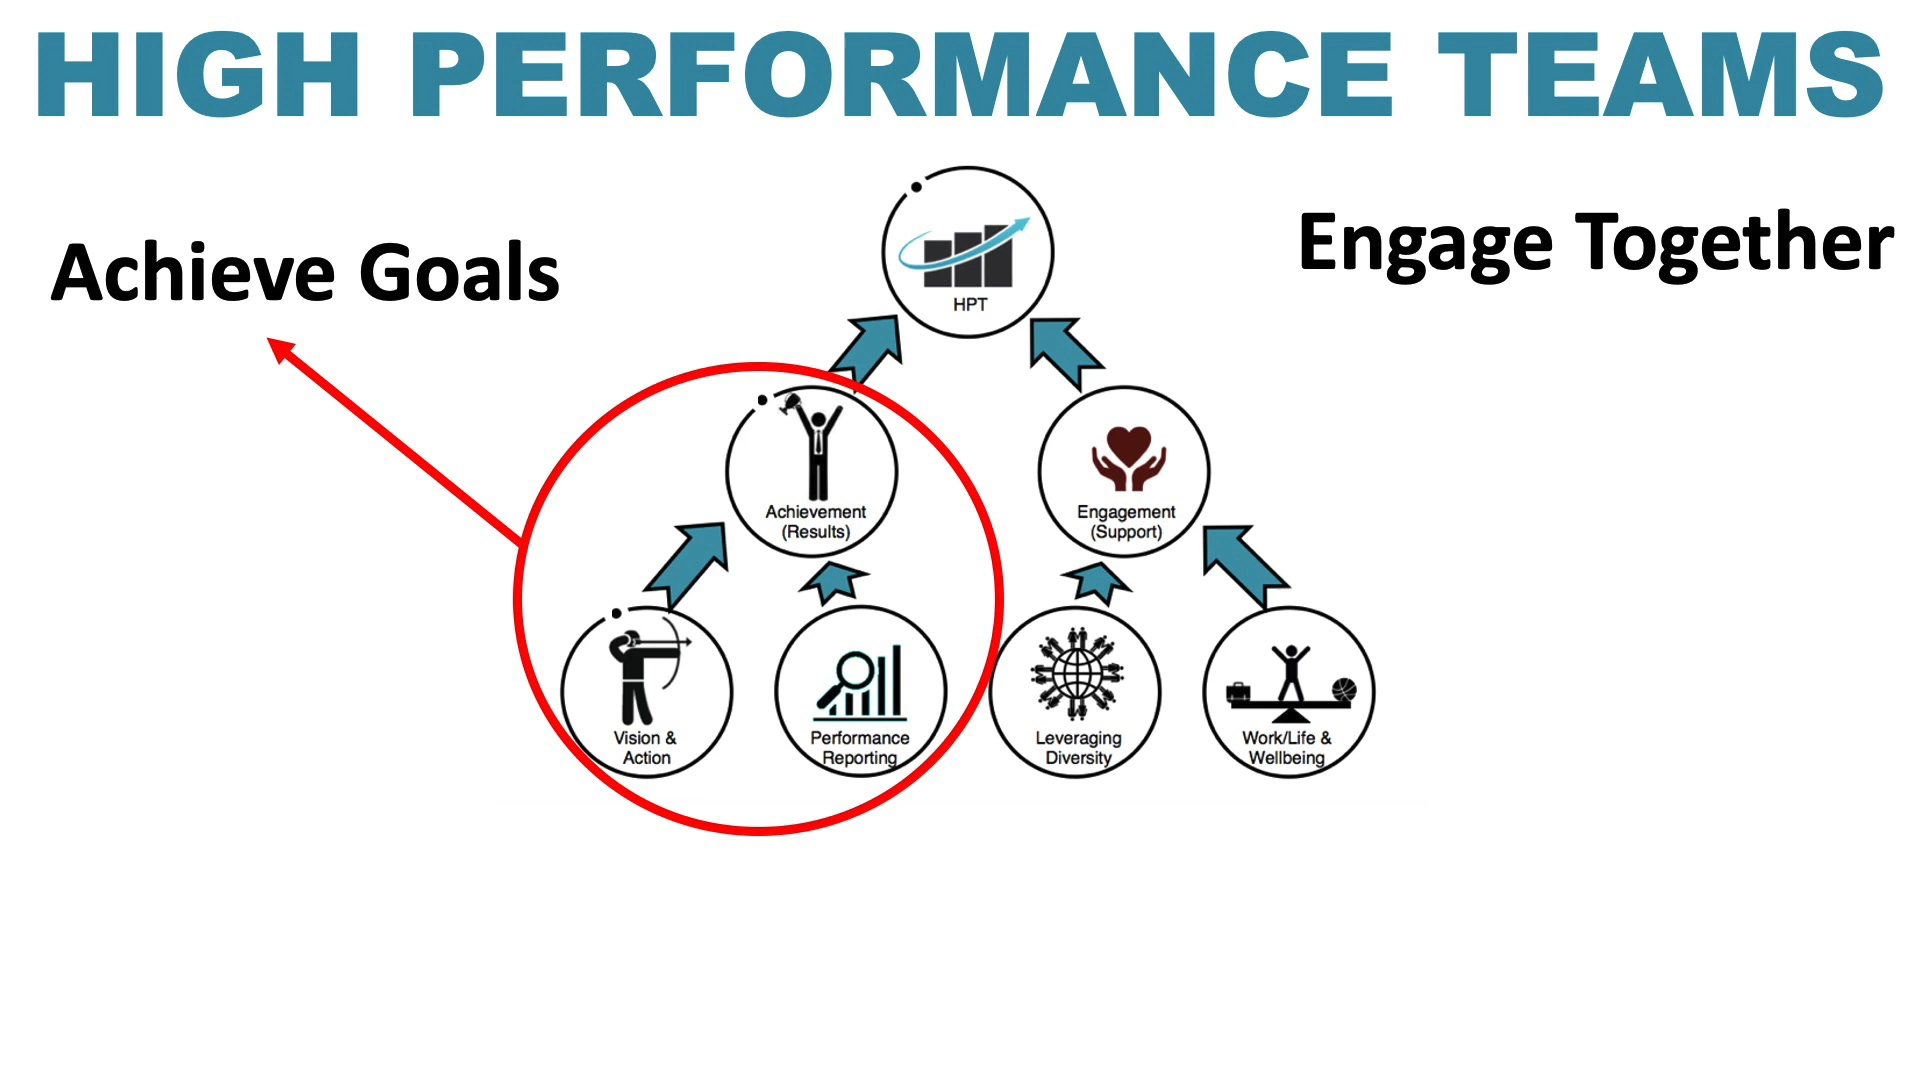 HIGH PERFORMANCE TEAMS
Achieve Goals
Engage Together
HPT
Achievement
(Results)
Engagement
(Support)
Vision &
Action
Performance
Reporting
Leveraging
Diversity
Work/Life &
Wellbeing